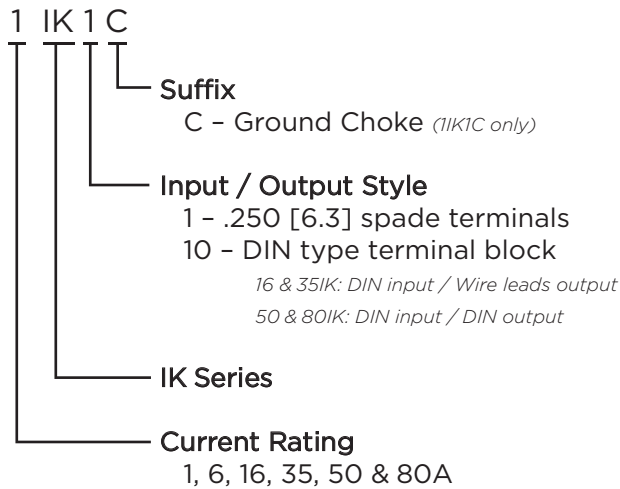 1 IK 1 C
Suffix
C – Ground Choke (1IK1C only)
Input / Output Style
1 – .250 [6.3] spade terminals
10 – DIN type terminal block
16 & 35IK: DIN input / Wire leads output
50 & 80IK: DIN input / DIN output
IK Series
Current Rating
1, 6, 16, 35, 50 & 80A